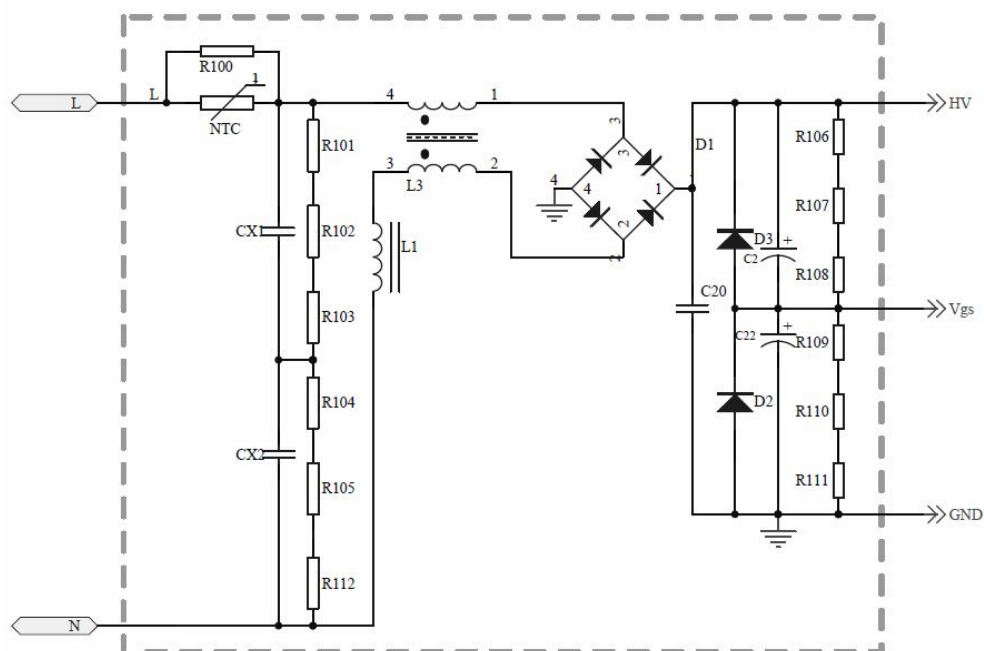 R100
L
L
1
NTC
4
1
HV
3
R101
3
D1
R106
3
2
4
4
1
L3
R107
CX1
R102
L1
2
D3
C2
2
R108
C20
R103
Vgs
C22
R109
R104
D2
R110
CX2
R105
R111
GND
R112
N